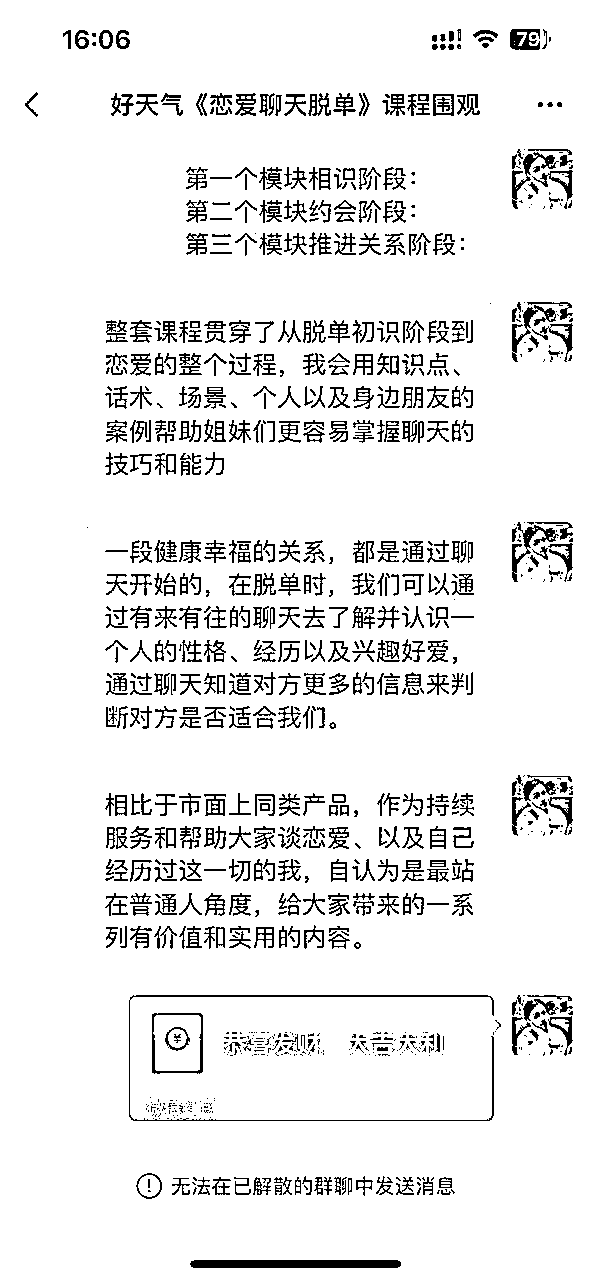 16:06
79
好天气《恋爱聊天脱单》课程围观
第一个模块相识阶段：
第二个模块约会阶段：
第三个模块推进关系阶段：
整套课程贯穿了从脱单初识阶段到
恋爱的整个过程，我会用知识点、
话术、场景、个人以及身边朋友的
案例帮助姐妹们更容易掌握聊天的
技巧和能力
一段健康幸福的关系，都是通过聊
天开始的，在脱单时，我们可以通
过有来有往的聊天去了解并认识一
个人的性格、经历以及兴趣好爱，
通过聊天知道对方更多的信息来判
断对方是否适合我们。
相比于市面上同类产品，作为持续
服务和帮助大家谈恋爱、以及自己
经历过这一切的我，自认为是最站
在普通人角度，给大家带来的一系
列有价值和实用的内容。
恭喜发财，大吉大利
微信红包
无法在已解散的群聊中发送消息